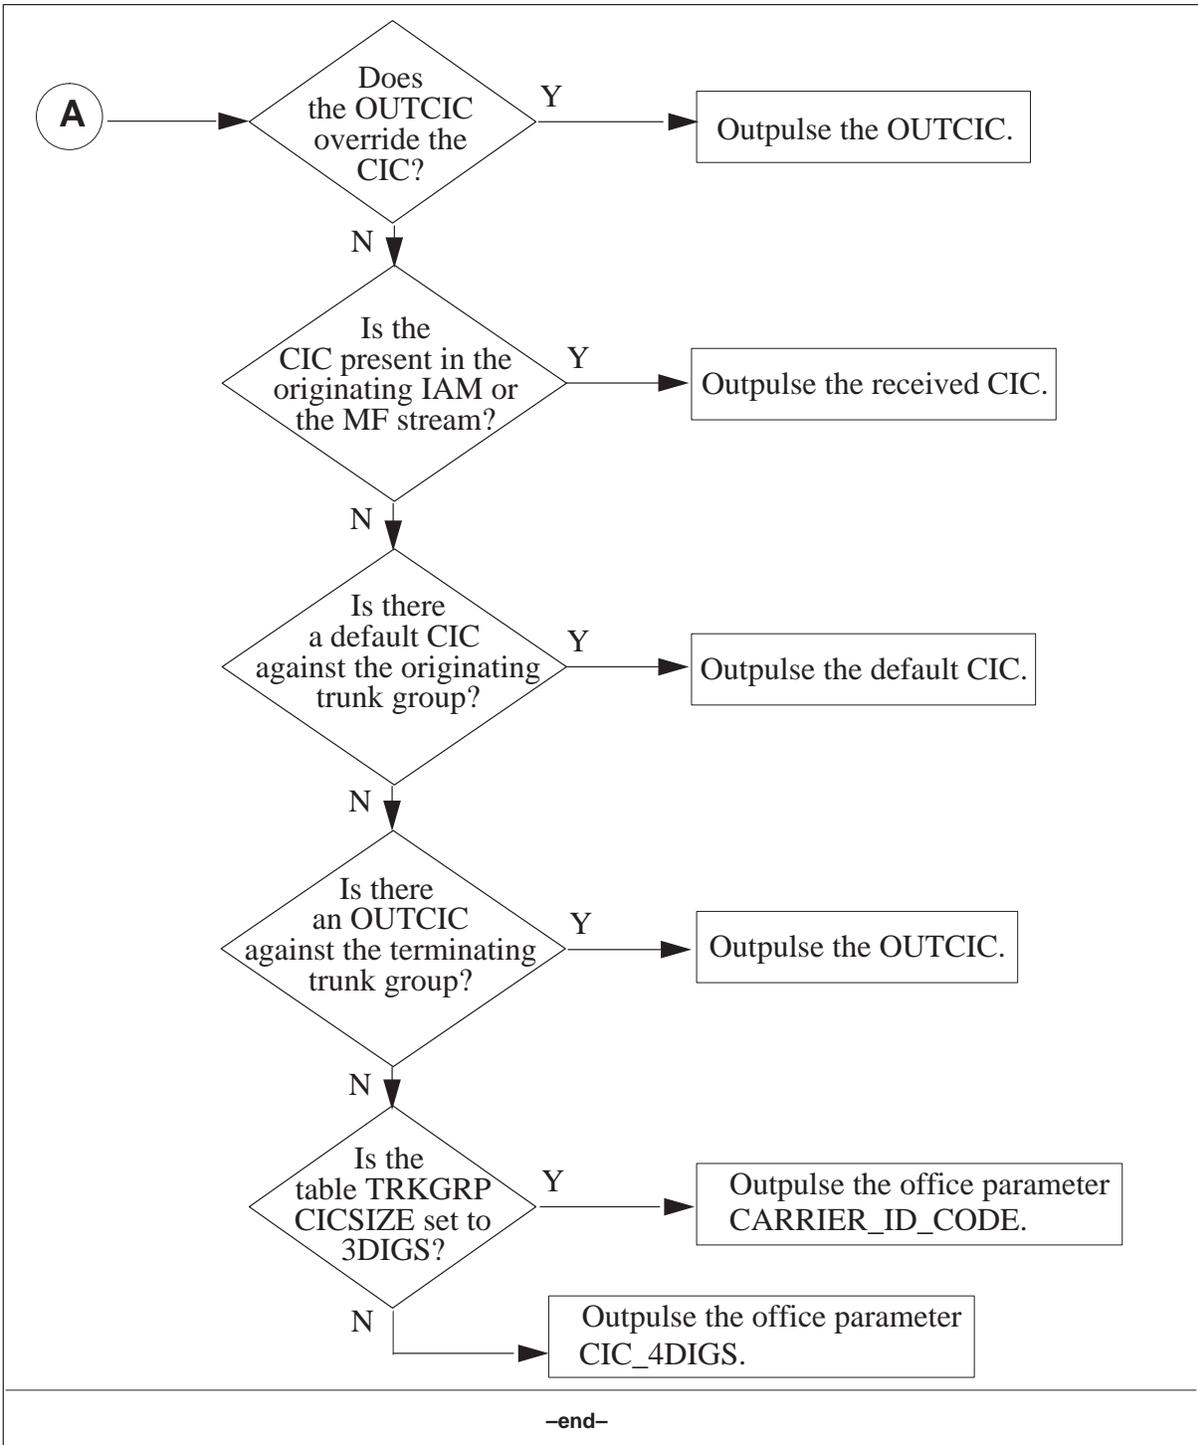 A
Does
the OUTCIC
override the
CIC?
Y
Outpulse the OUTCIC.
N
Is the
CIC present in the
originating IAM or
the MF stream?
Y
Outpulse the received CIC.
N
Is there
a default CIC
against the originating
trunk group?
Y
Outpulse the default CIC.
N
Is there
an OUTCIC
against the terminating
trunk group?
Y
Outpulse the OUTCIC.
N
Is the
table TRKGRP
CICSIZE set to
3DIGS?
Y
Outpulse the office parameter
CARRIER_ID_CODE.
N
Outpulse the office parameter
CIC_4DIGS.
–end–